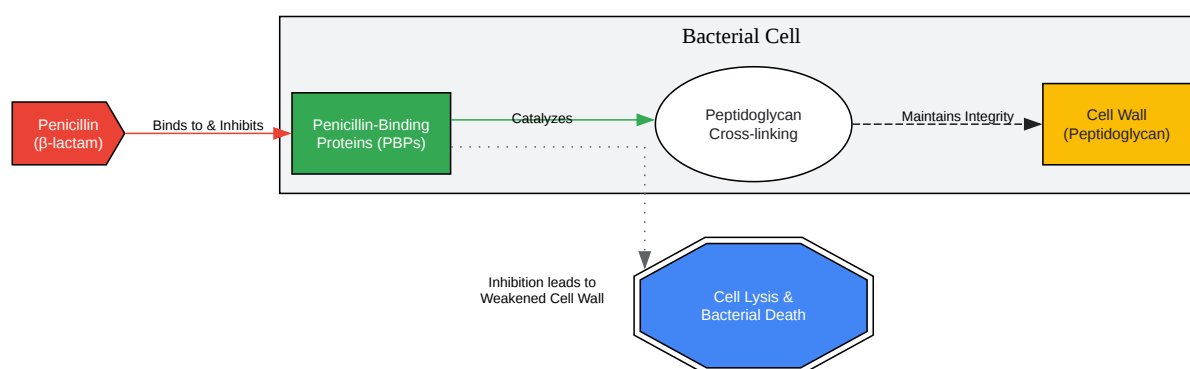 Bacterial Cell
Penicillin
(β-lactam)
Binds to & Inhibits
Penicillin-Binding
Proteins (PBPs)
Catalyzes
Peptidoglycan
Cross-linking
Maintains Integrity
Cell Wall
(Peptidoglycan)
Inhibition leads to
Weakened Cell Wall
Cell Lysis &
Bacterial Death